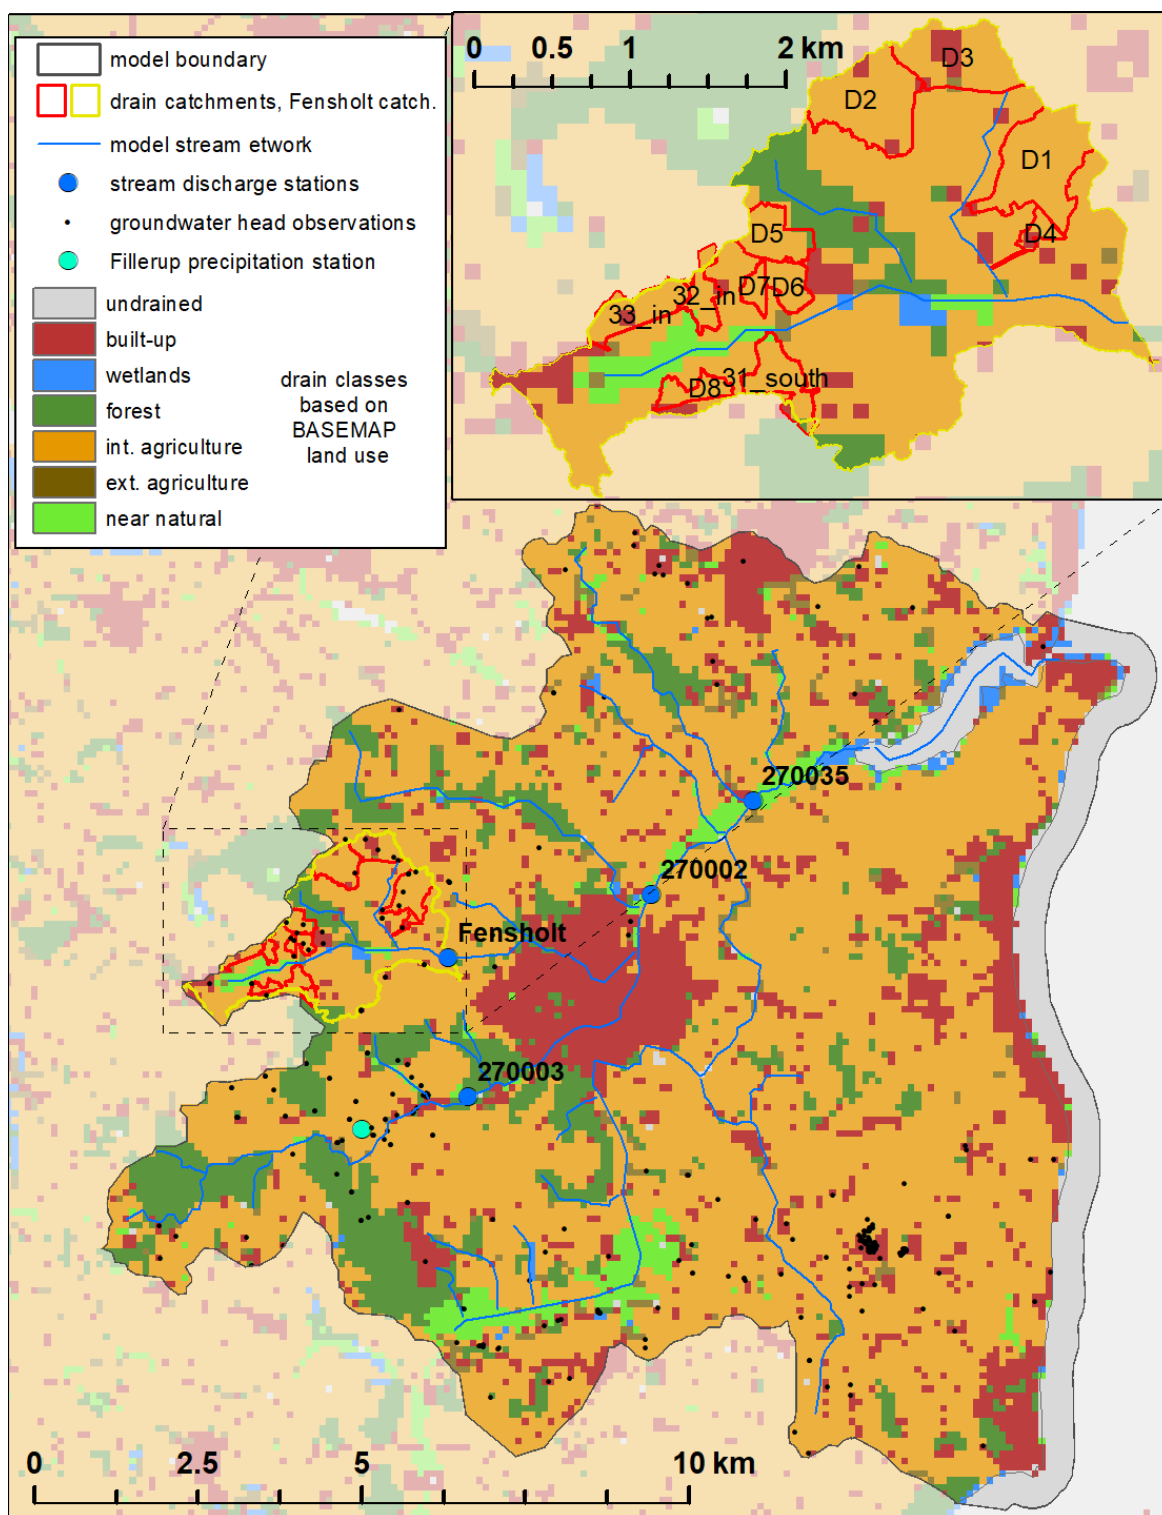 model boundary
drain catchments, Fensholt catch.
model stream etwork
stream discharge stations
groundwater head observations
Fillerup precipitation station
undrained
built-up
wetlands
forest
int. agriculture
ext. agriculture
near natural
drain classes
based on
BASEMAP
land use
0 0.5 1 2 km
D3
D2
D1
D4
D5
D7 D6
32_in
33_in
D8 31_south
270035
270002
Fensholt
270003
0 2.5 5 10 km